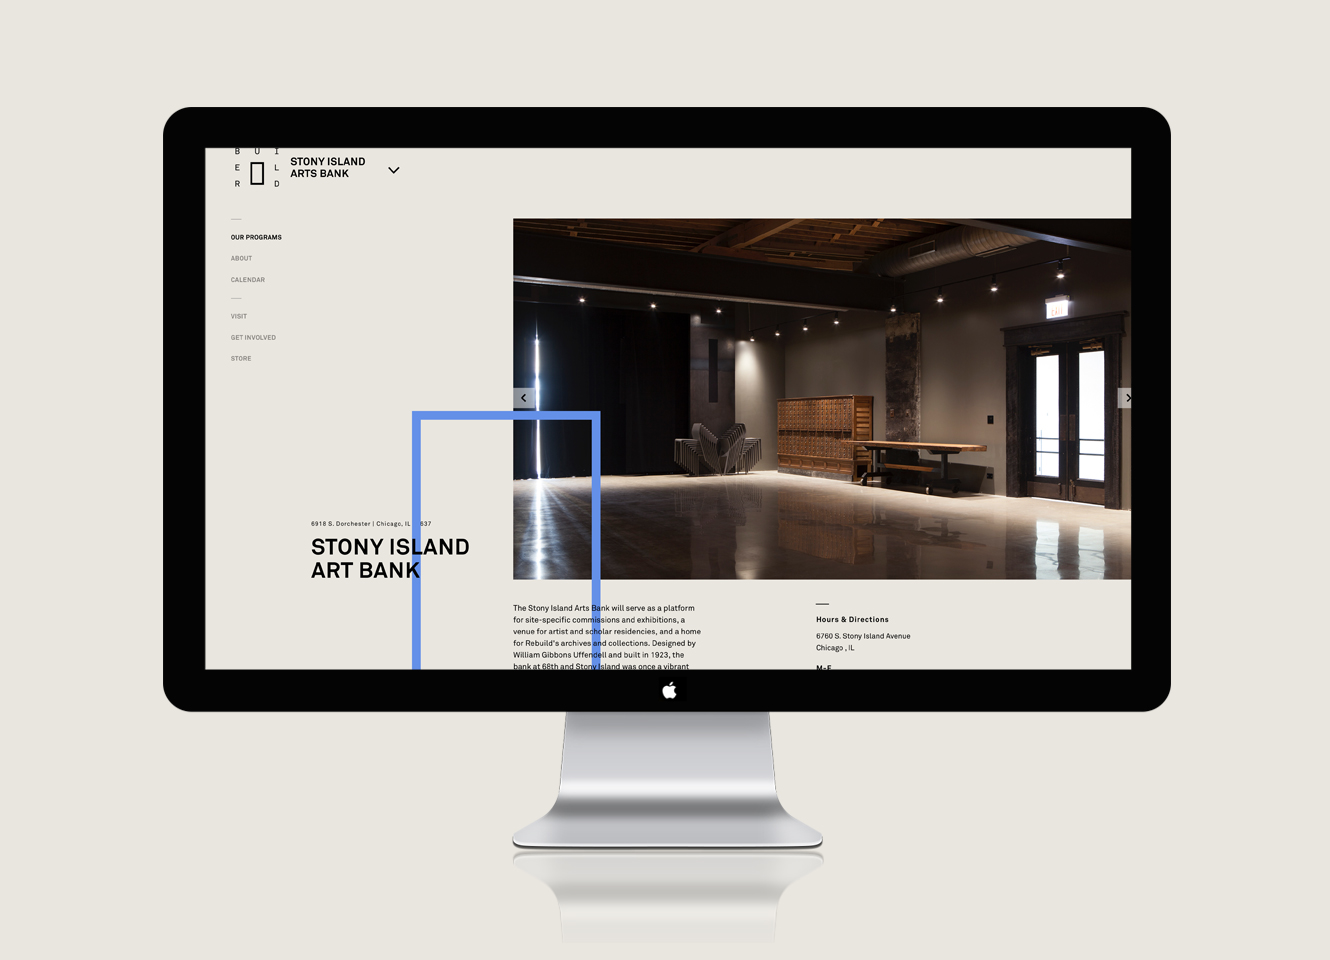 B U I
E L
R D
STONY ISLAND
ARTS BANK
OUR PROGRAMS
ABOUT
CALENDAR
VISIT
GET INVOLVED
STORE
EXIT
6918 S. Dorchester | Chicago, IL 637
STONY ISLAND
ART BANK
The Stony Island Arts Bank will serve as a platform
for site-specific commissions and exhibitions, a
venue for artist and scholar residencies, and a home
for Rebuild's archives and collections. Designed by
William Gibbons Uffendell and built in 1923, the
bank at 68th and Stony Island was once a vibrant
Hours & Directions
6760 S. Stony Island Avenue
Chicago , IL
M-F